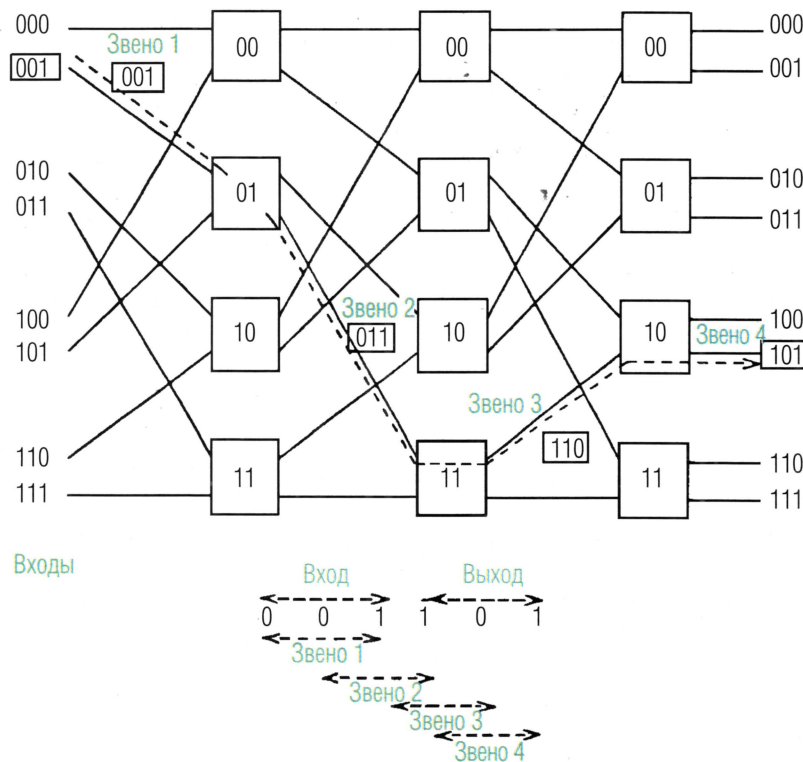 000 00 00 00 000
Звено 1
001 001 001
010 01 01 01 010
011 011
Звено 2
100 100
101 10 011 10 10 Звено 4
101
Звено 3
110 110 110
111 11 11 11 111
Входы
Вход Выход
0 0 1 1 0 1
Звено 1
Звено 2
Звено 3
Звено 4